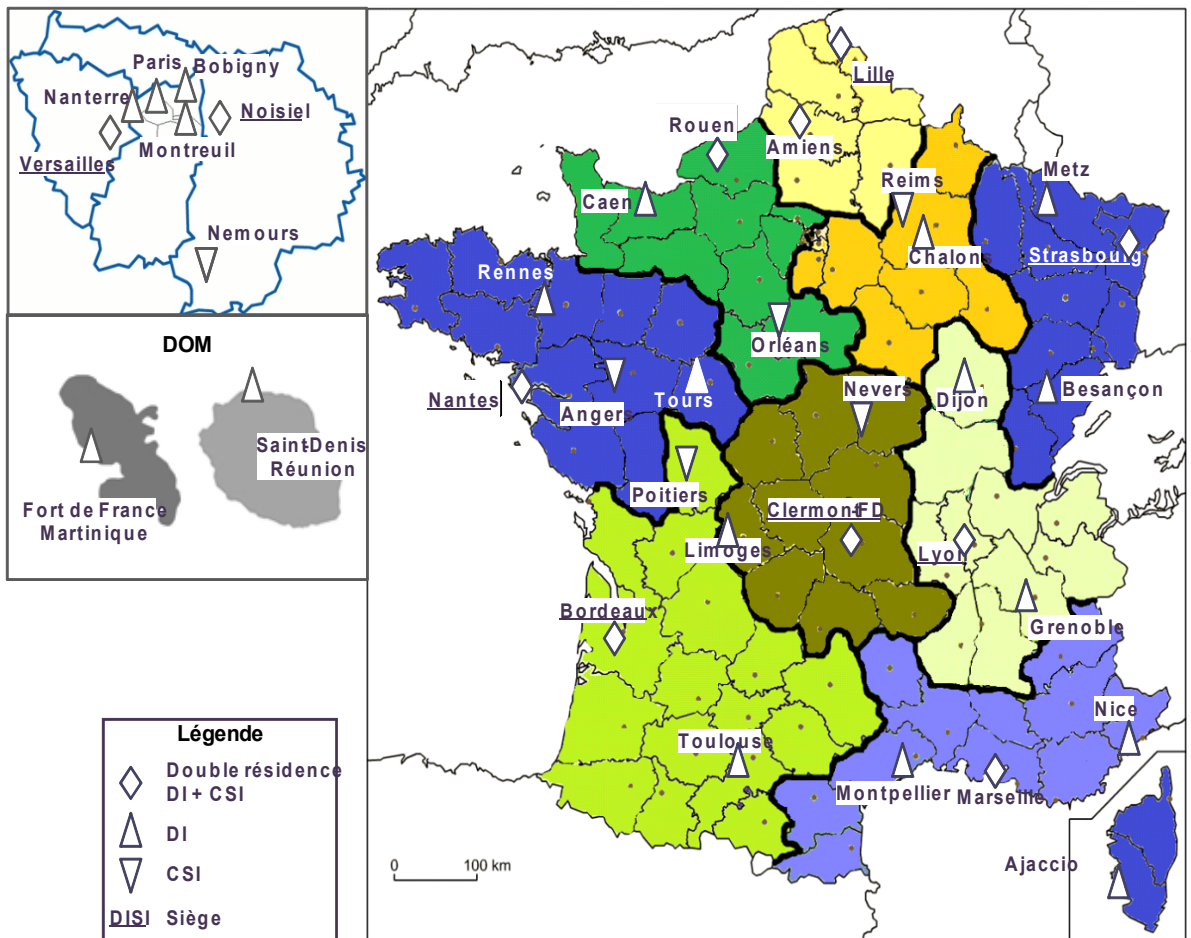 Paris
Bobigny
Nanterre
Noisiel
Versailles
Montreuil
Nemours
DOM
Saint-Denis
Réunion
Fort de France
Martinique
Légende
Double résidence
DI + CSI
DI
CSI
DISI Siège
Lille
Amiens
Rouen
Caen
Reims
Chalons
Metz
Strasbourg
Rennes
Orléans
Nantes
Angers
Tours
Nevers
Dijon
Besançon
Poitiers
Clermont-FD
Limoges
Lyon
Bordeaux
Grenoble
Toulouse
Nice
Montpellier
Marseille
Ajaccio
0 100 km